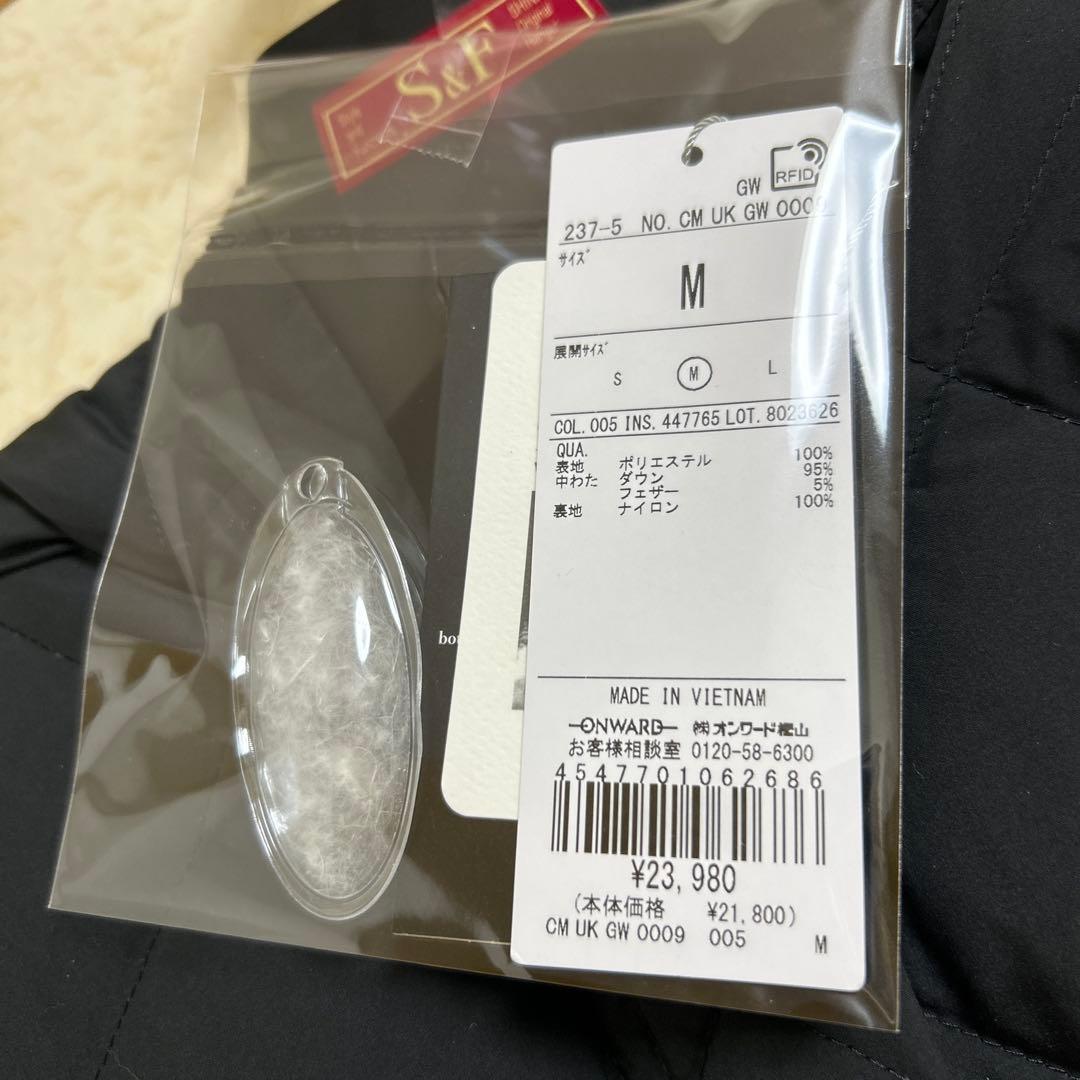 S&F
Original
GW RFID
237-5 NO. CM UK GW 0009
サイズ
M
展開サイズ
S M L
COL. 005 INS. 447765 LOT. 8023626
QUA.
表地 ポリエステル 100%
中わた ダウン 95%
フェザー 5%
裏地 ナイロン 100%
bou
MADE IN VIETNAM
ONWARD ㈱オンワード樫山
お客様相談室 0120-58-6300
4547701062686
M
¥23,980
(本体価格 ¥21,800)
CM UK GW 0009 005 M